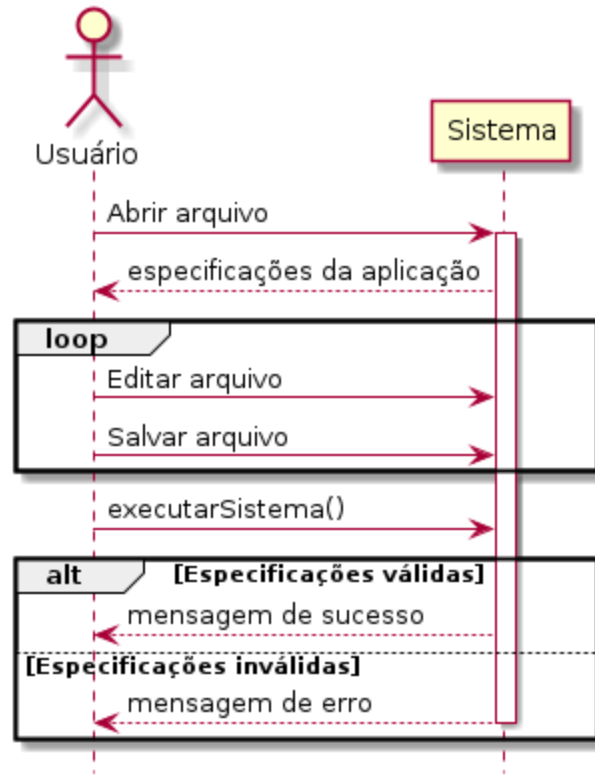 Usuário
Sistema
Abrir arquivo
especificações da aplicação
loop
Editar arquivo
Salvar arquivo
executarSistema()
alt [Especificações válidas]
mensagem de sucesso
[Especificações inválidas]
mensagem de erro